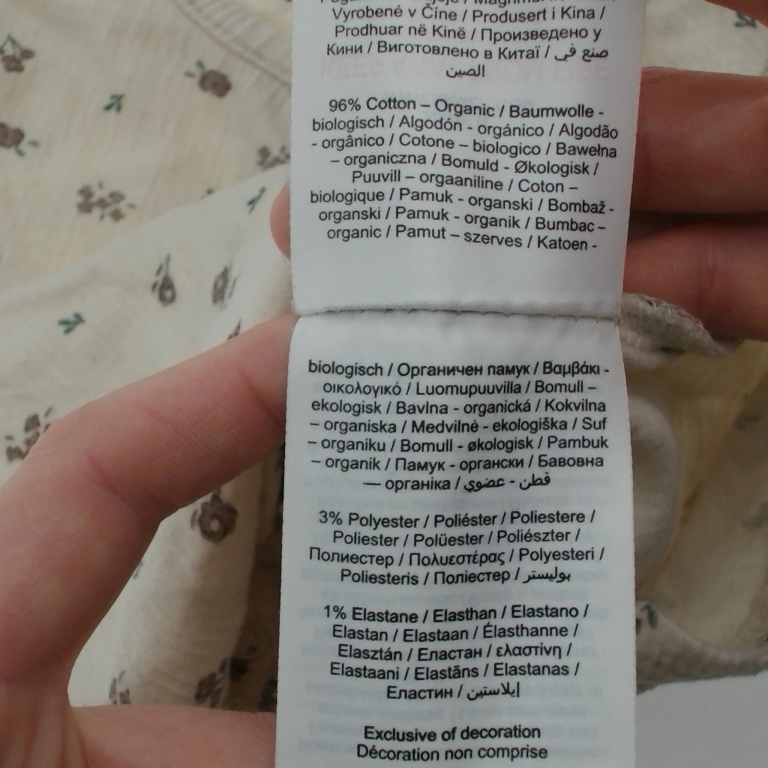 Vyrobené v Číne / Produsert i Kina /
Prodhuar në Kinë / Произведено у
Кини / Виготовлено в Китаї / صنع في
الصين
96% Cotton – Organic / Baumwolle -
biologisch / Algodón - orgánico / Algodão
- orgânico / Cotone – biologico / Bawełna
– organiczna / Bomuld - Økologisk /
Puuvill – orgaaniline / Coton –
biologique / Pamuk - organski / Bombaž -
organski / Pamuk - organik / Bumbac –
organic / Pamut – szerves / Katoen -
biologisch / Органичен памук / Βαμβάκι -
οικολογικό / Luomupuuvilla / Bomull –
ekologisk / Bavlna - organická / Kokvilna
– organiska / Medvilnė - ekologiška / Suf
– organiku / Bomull - økologisk / Pambuk
– organik / Памук - органски / Бавовна
— органіка / قطن - عضوي
3% Polyester / Poliéster / Poliestere /
Poliester / Polüester / Poliészter /
Полиестер / Πολυεστέρας / Polyesteri /
Poliesteris / Поліестер / بوليستر
1% Elastane / Elasthan / Elastano /
Elastan / Elastaan / Élasthanne /
Elasztán / Еластан / ελαστίνη /
Elastaani / Elastāns / Elastanas /
Еластин / إيلاستين
Exclusive of decoration
Décoration non comprise